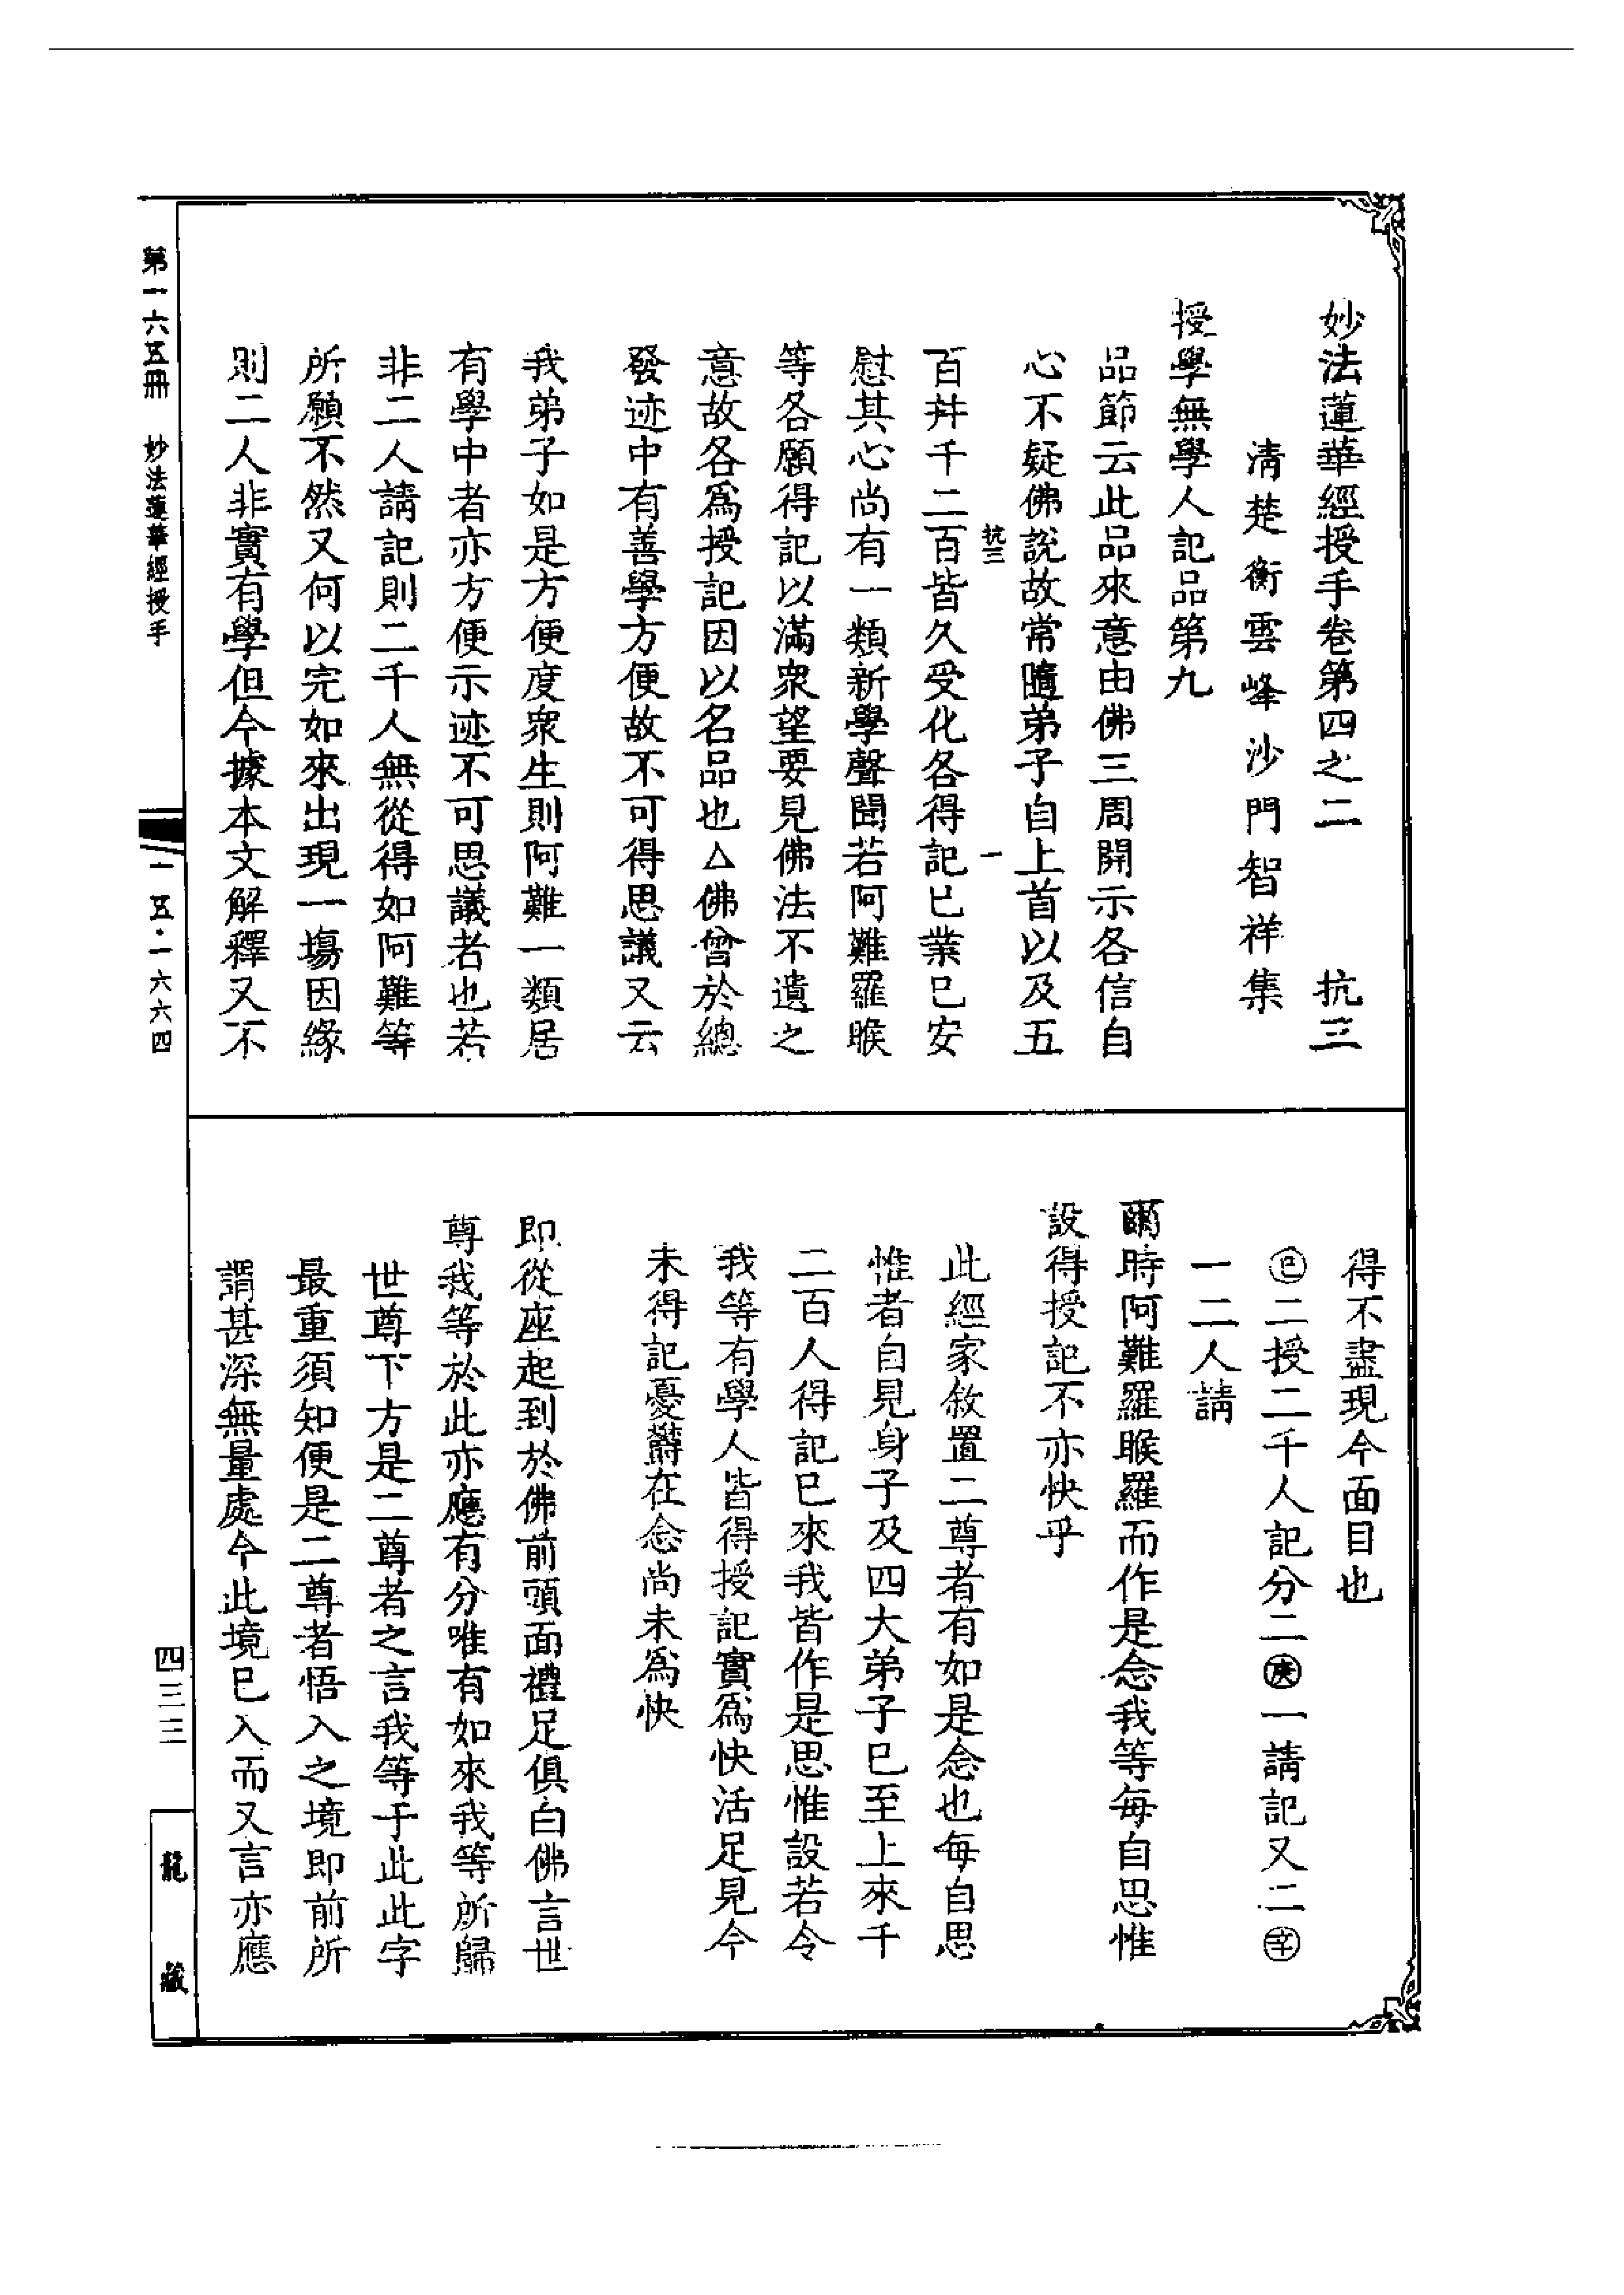 妙法蓮華經授手卷第四之二　抗三
清楚衡雲峰沙門智祥集
授學無學人記品第九
品節云此品來意由佛三周開示各信自
心不疑佛說故常隨弟子自上首以及五
抗三　一
百并千二百皆久受化各得記已業已安
慰其心尚有一類新學聲聞若阿難羅睺
等各願得記以滿衆望要見佛法不遺之
意故各爲授記因以名品也△佛曾於總
發迹中有善學方便故不可得思議又云
我弟子如是方便度衆生則阿難一類居
有學中者亦方便示迹不可思議者也若
非二人請記則二千人無從得如阿難等
所願不然又何以完如來出現一塲因緣
則二人非實有學但今據本文解釋又不
得不盡現今面目也
㊁二授二千人記分二㊍一請記又二㊛
一二人請
爾時阿難羅睺羅而作是念我等每自思惟
設得授記不亦快乎
此經家敘置二尊者有如是念也每自思
惟者自見身子及四大弟子已至上來千
二百人得記已來我皆作是思惟設若令
我等有學人皆得授記實爲快活足見今
未得記憂欝在念尚未爲快
即從座起到於佛前頭面禮足俱白佛言世
尊我等於此亦應有分唯有如來我等所歸
世尊下方是二尊者之言我等于此此字
最重須知便是二尊者悟入之境即前所
謂甚深無量處今此境已入而又言亦應
第一六五冊　妙法蓮華經授手
一五·一六六四
四三三
龍藏